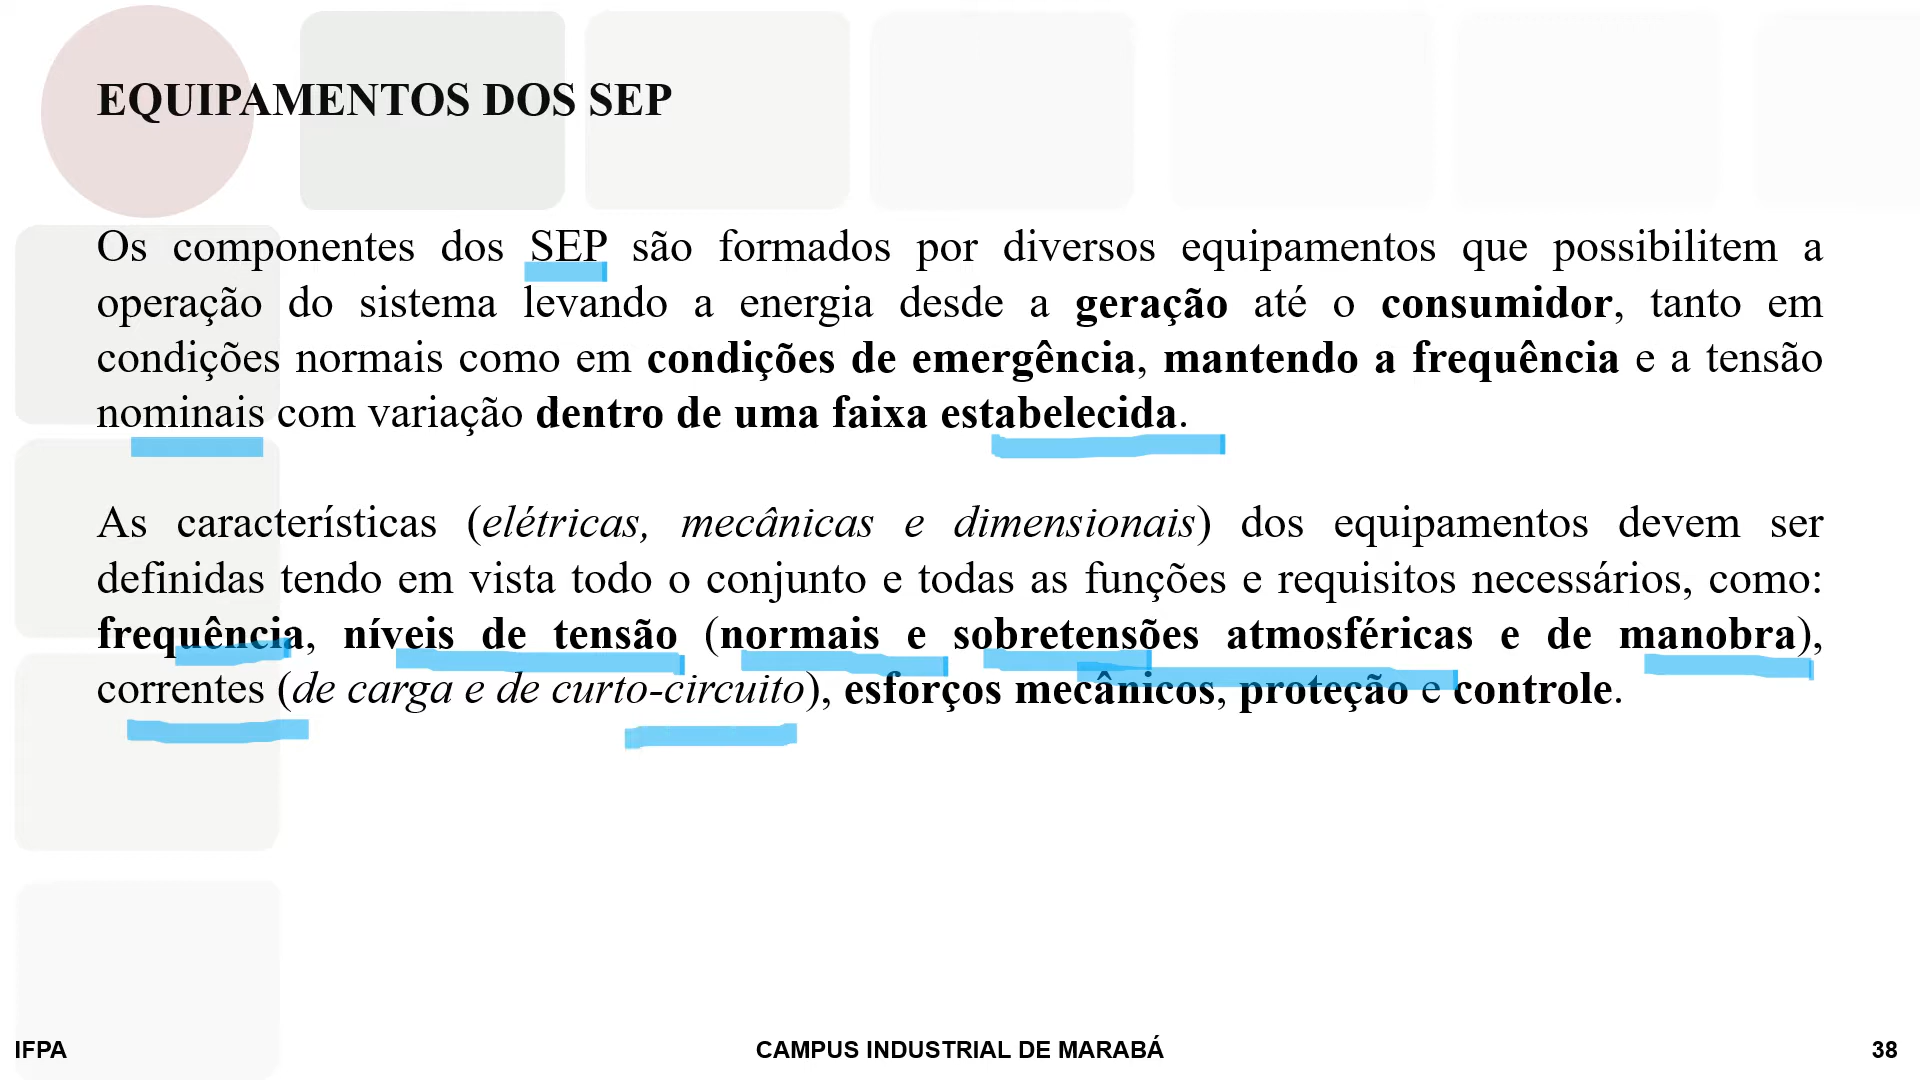 EQUIPAMENTOS DOS SEP
Os componentes dos SEP são formados por diversos equipamentos que possibilitem a
operação do sistema levando a energia desde a geração até o consumidor, tanto em
condições normais como em condições de emergência, mantendo a frequência e a tensão
nominais com variação dentro de uma faixa estabelecida.
As características (elétricas, mecânicas e dimensionais) dos equipamentos devem ser
definidas tendo em vista todo o conjunto e todas as funções e requisitos necessários, como:
frequência, níveis de tensão (normais e sobretensões atmosféricas e de manobra),
correntes (de carga e de curto-circuito), esforços mecânicos, proteção e controle.
IFPA
CAMPUS INDUSTRIAL DE MARABÁ
38